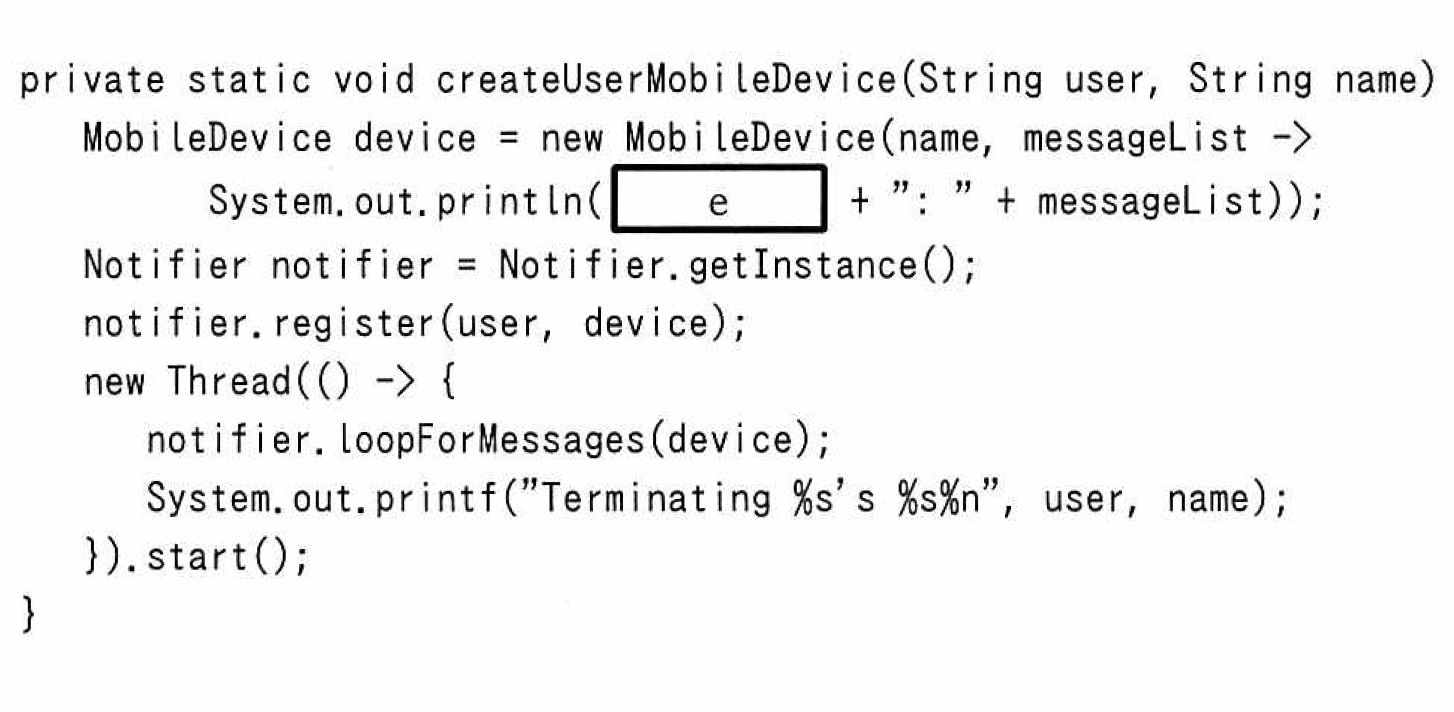 private static void createUserMobileDevice(String user, String name)
MobileDevice device = new MobileDevice(name, messageList ->
System.out.println( e + ”: ” + messageList));
Notifier notifier = Notifier.getInstance();
notifier.register(user, device);
new Thread(() -> {
notifier.loopForMessages(device);
System.out.printf(”Terminating %s’s %s%n”, user, name);
}).start();
}